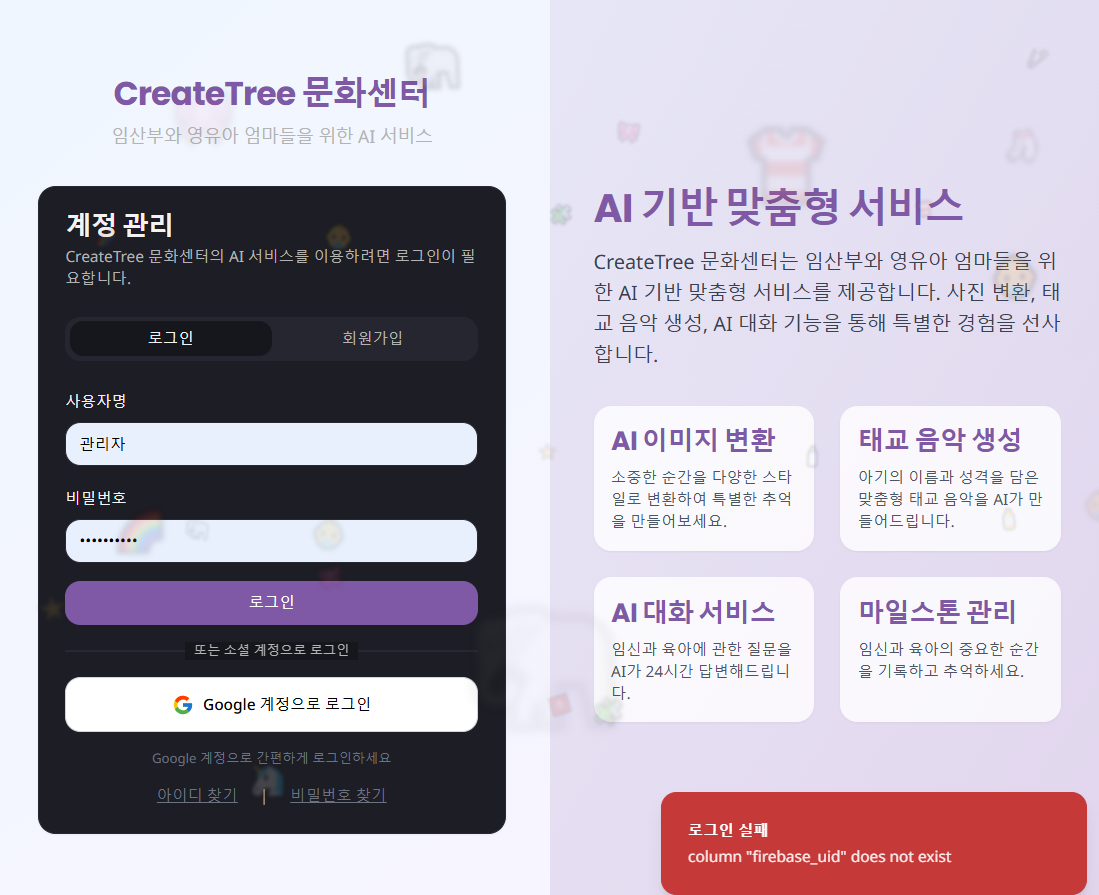 CreateTree 문화센터
임산부와 영유아 엄마들을 위한 AI 서비스
계정 관리
CreateTree 문화센터의 AI 서비스를 이용하려면 로그인이 필
요합니다.
로그인
회원가입
사용자명
관리자
비밀번호
••••••••••
로그인
또는 소셜 계정으로 로그인
Google 계정으로 로그인
Google 계정으로 간편하게 로그인하세요
아이디 찾기 | 비밀번호 찾기
AI 기반 맞춤형 서비스
CreateTree 문화센터는 임산부와 영유아 엄마들을 위
한 AI 기반 맞춤형 서비스를 제공합니다. 사진 변환, 태
교 음악 생성, AI 대화 기능을 통해 특별한 경험을 선사
합니다.
AI 이미지 변환
소중한 순간을 다양한 스타
일로 변환하여 특별한 추억
을 만들어보세요.
태교 음악 생성
아기의 이름과 성격을 담은
맞춤형 태교 음악을 AI가 만
들어드립니다.
AI 대화 서비스
임신과 육아에 관한 질문을
AI가 24시간 답변해드립니
다.
마일스톤 관리
임신과 육아의 중요한 순간
을 기록하고 추억하세요.
로그인 실패
column "firebase_uid" does not exist